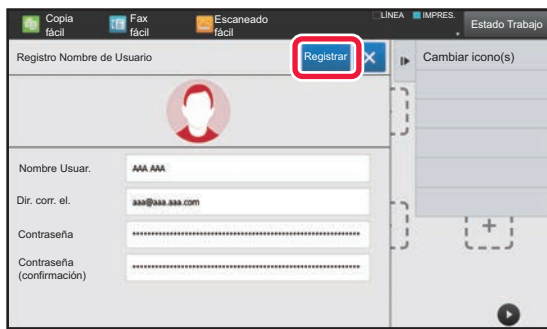 Copia fácil
Fax fácil
Escaneado fácil
LÍNEA
IMPRES.
Estado Trabajo
Registro Nombre de Usuario
Registrar
Cambiar icono(s)
Nombre Usuar.
AAA AAA
Dir. corr. el.
aaa@aaa.aaa.com
Contraseña
************************************************************
Contraseña
(confirmación)
************************************************************